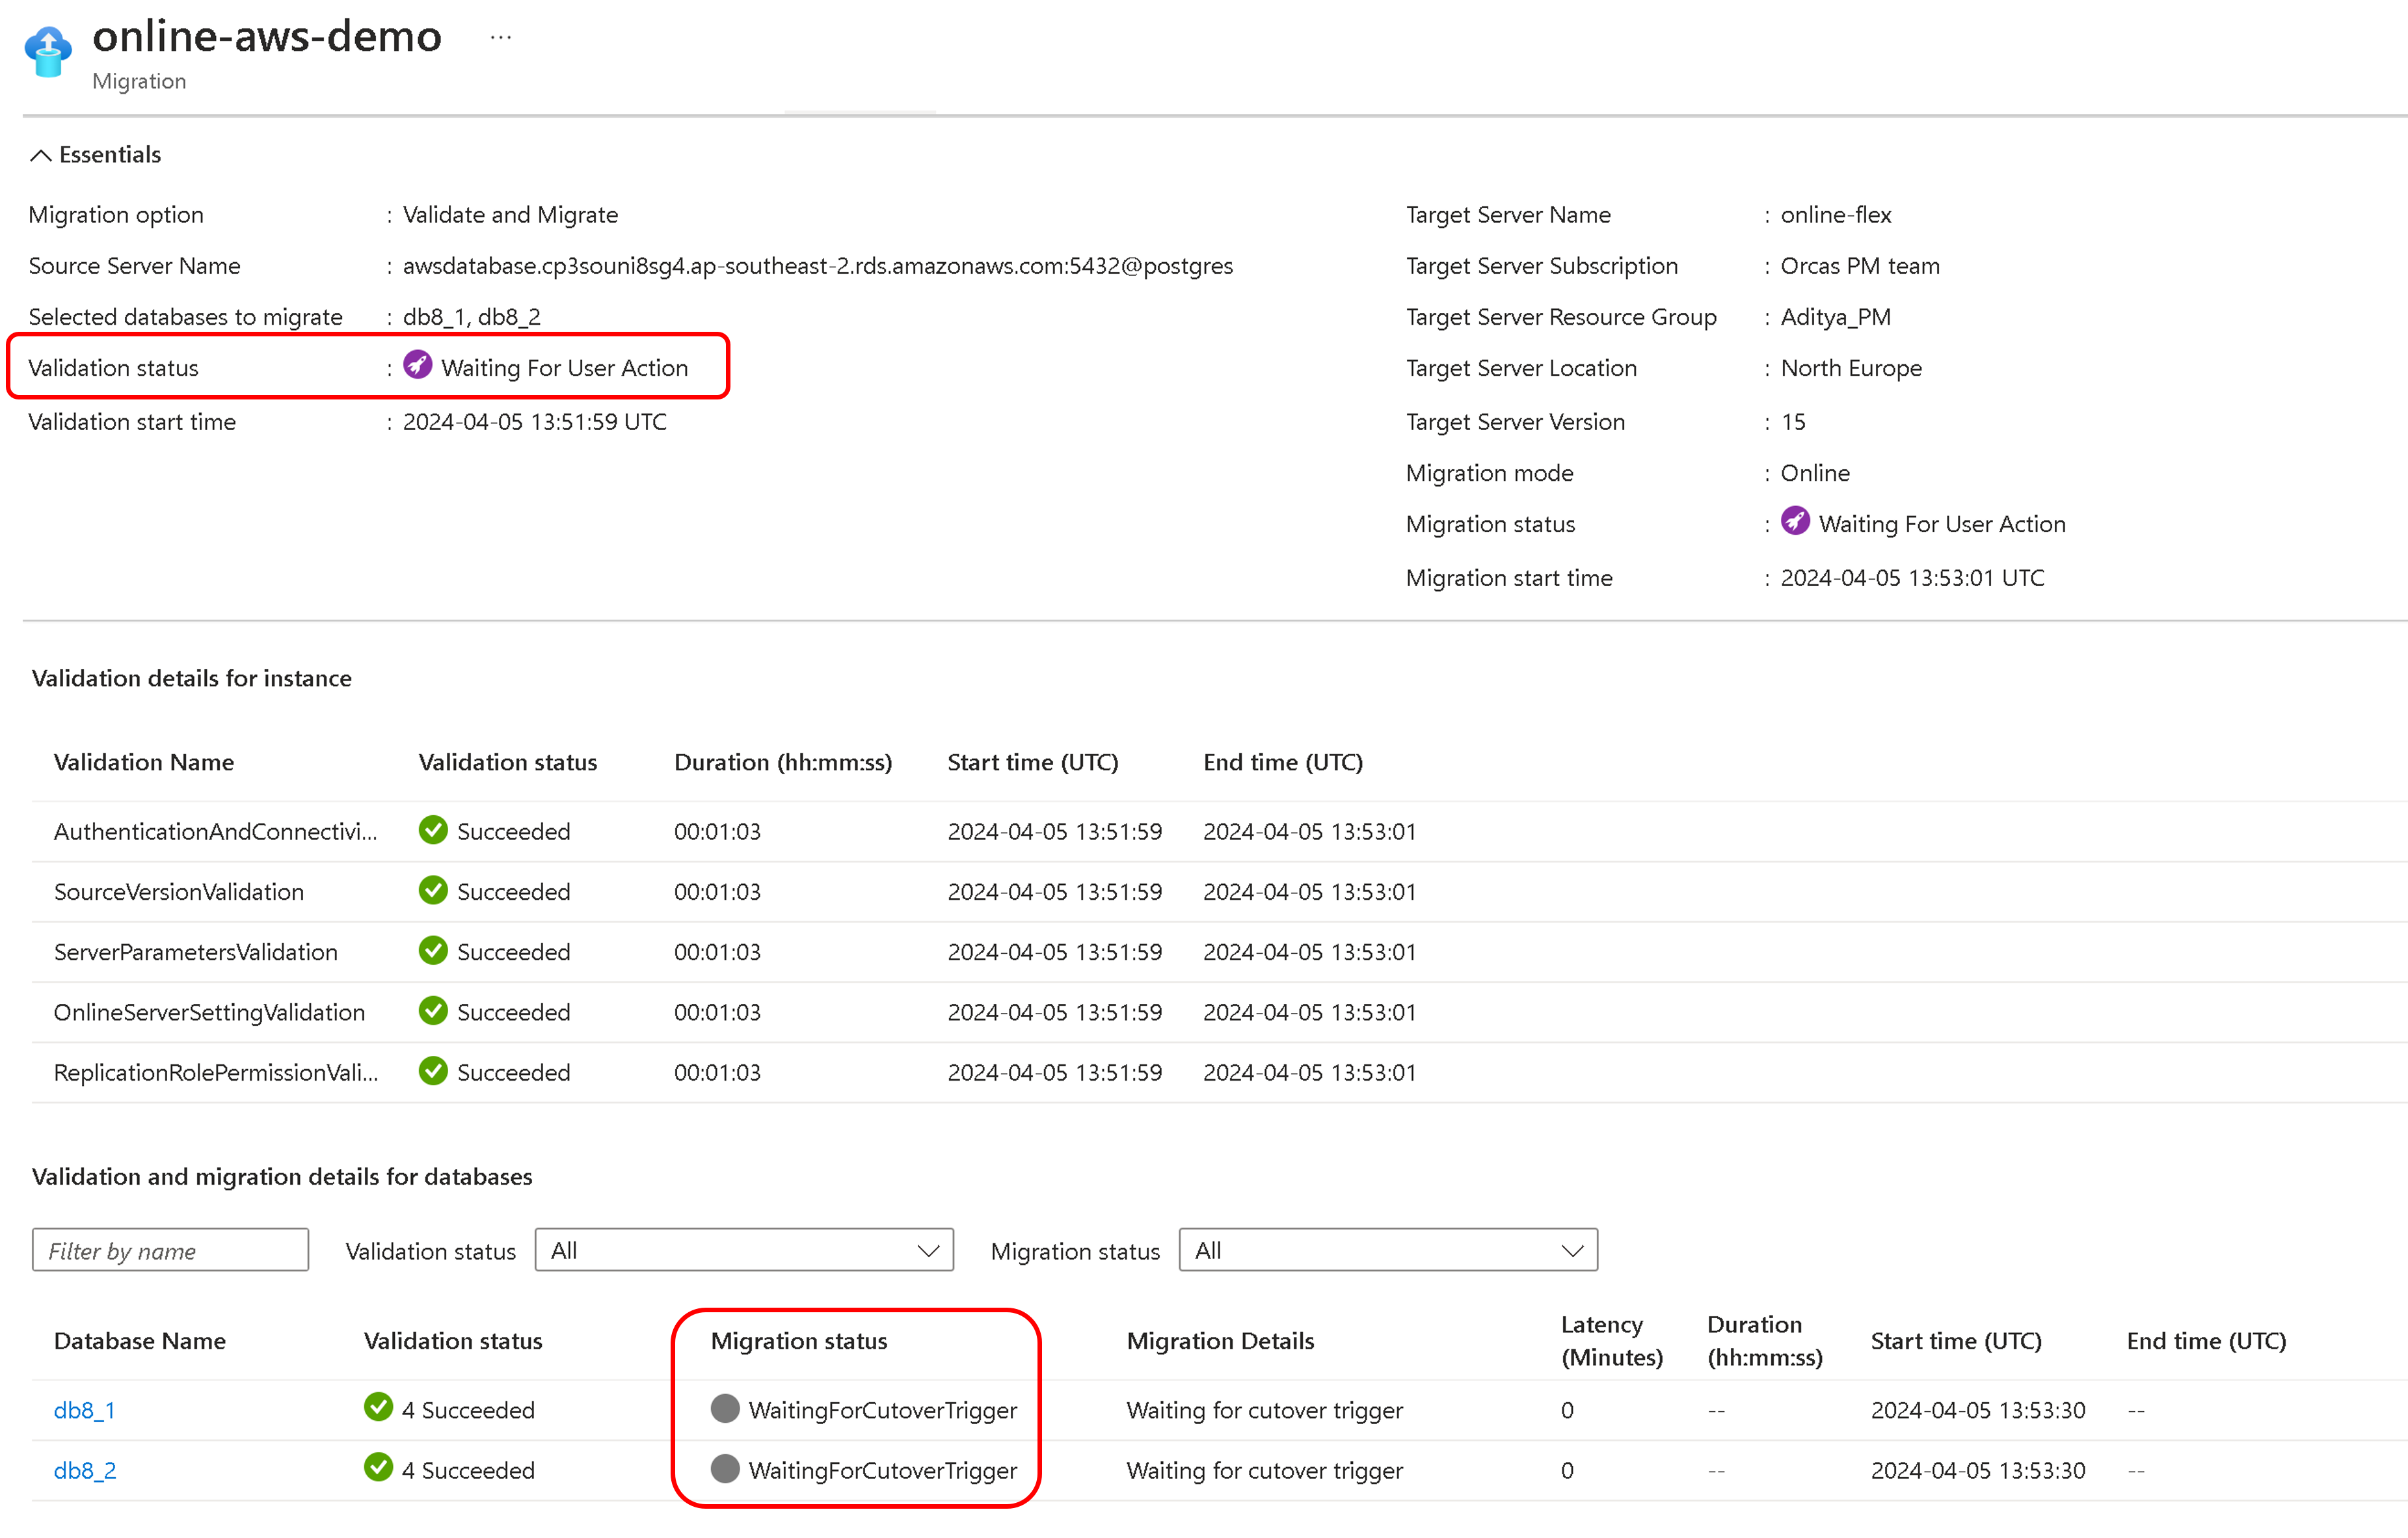 online-aws-demo ...
Migration
Essentials
Migration option : Validate and Migrate
Target Server Name : online-flex
Source Server Name : awsdatabase.cp3souni8sg4.ap-southeast-2.rds.amazonaws.com:5432@postgres
Target Server Subscription : Orcas PM team
Selected databases to migrate : db8_1, db8_2
Target Server Resource Group : Aditya_PM
Validation status : Waiting For User Action
Target Server Location : North Europe
Validation start time : 2024-04-05 13:51:59 UTC
Target Server Version : 15
Migration mode : Online
Migration status : Waiting For User Action
Migration start time : 2024-04-05 13:53:01 UTC
Validation details for instance
Validation Name Validation status Duration (hh:mm:ss) Start time (UTC) End time (UTC)
AuthenticationAndConnectivi... Succeeded 00:01:03 2024-04-05 13:51:59 2024-04-05 13:53:01
SourceVersionValidation Succeeded 00:01:03 2024-04-05 13:51:59 2024-04-05 13:53:01
ServerParametersValidation Succeeded 00:01:03 2024-04-05 13:51:59 2024-04-05 13:53:01
OnlineServerSettingValidation Succeeded 00:01:03 2024-04-05 13:51:59 2024-04-05 13:53:01
ReplicationRolePermissionVali... Succeeded 00:01:03 2024-04-05 13:51:59 2024-04-05 13:53:01
Validation and migration details for databases
Filter by name Validation status All Migration status All
Database Name Validation status Migration status Migration Details Latency (Minutes) Duration (hh:mm:ss) Start time (UTC) End time (UTC)
db8_1 4 Succeeded WaitingForCutoverTrigger Waiting for cutover trigger 0 -- 2024-04-05 13:53:30 --
db8_2 4 Succeeded WaitingForCutoverTrigger Waiting for cutover trigger 0 -- 2024-04-05 13:53:30 --